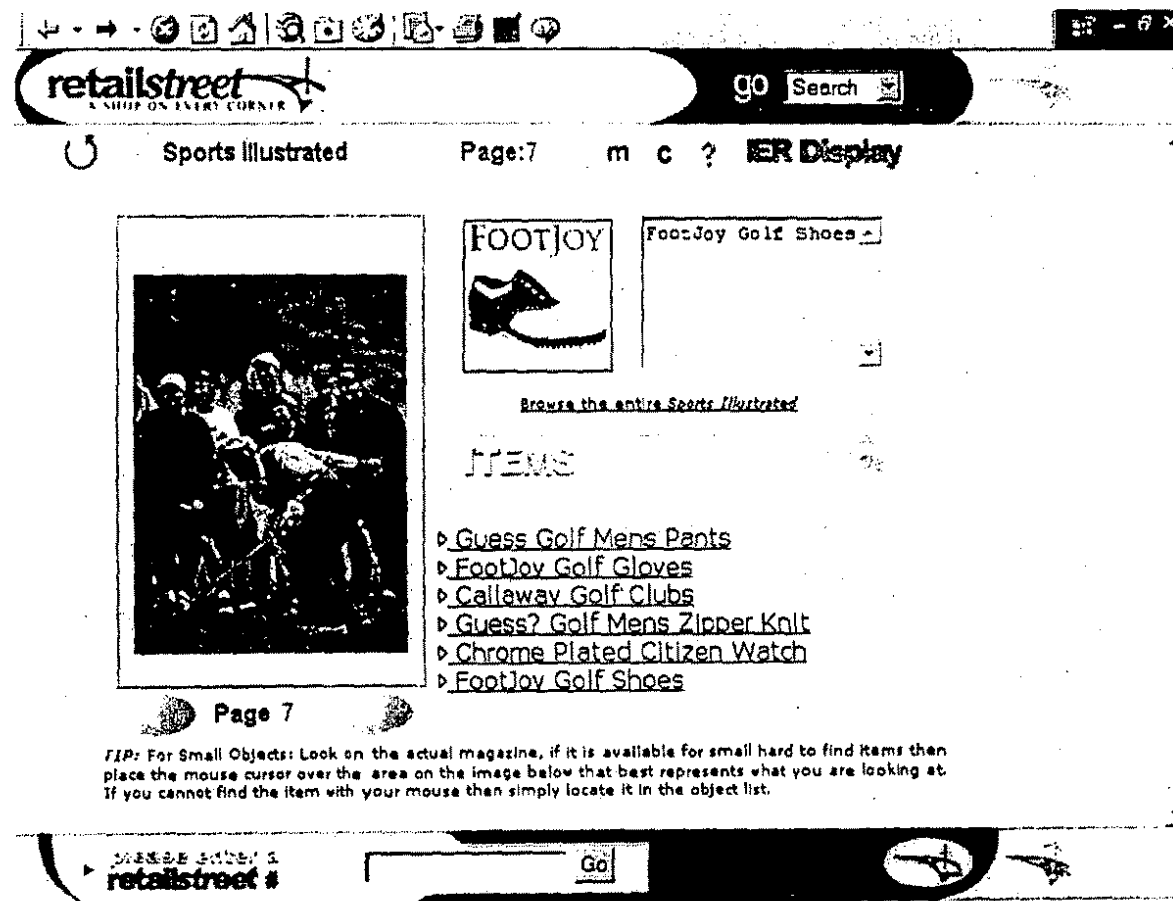 retailstreet
A SHOP ON EVERY CORNER
go Search
Sports Illustrated Page:7 m c ? IER Display
FOOTJOY
FootJoy Golf Shoes
Browse the entire Sports Illustrated
ITEMS
Guess Golf Mens Pants
FootJoy Golf Gloves
Callaway Golf Clubs
Guess? Golf Mens Zipper Knit
Chrome Plated Citizen Watch
FootJoy Golf Shoes
Page 7
TIP: For Small Objects: Look on the actual magazine, if it is available for small hard to find items then
place the mouse cursor over the area on the image below that best represents what you are looking at.
If you cannot find the item with your mouse then simply locate it in the object list.
please enter a
retailstreet #
Go